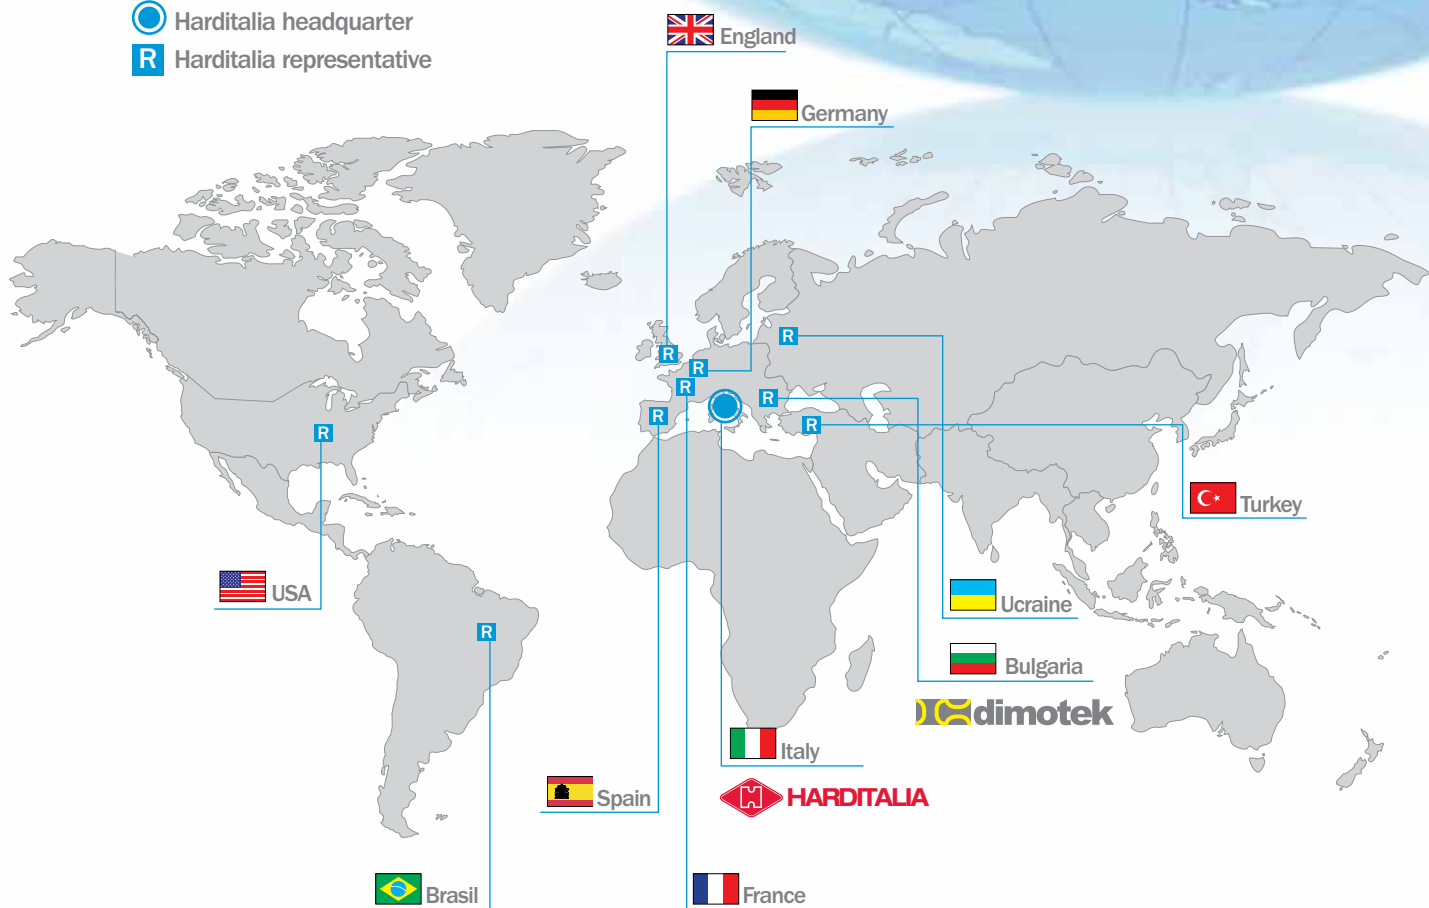 Harditalia headquarter
R Harditalia representative
England
Germany
R
R
R
R
R
R
R
R
R
Turkey
USA
Ucraine
Bulgaria
dimotek
Italy
Spain
HARDITALIA
Brasil
France